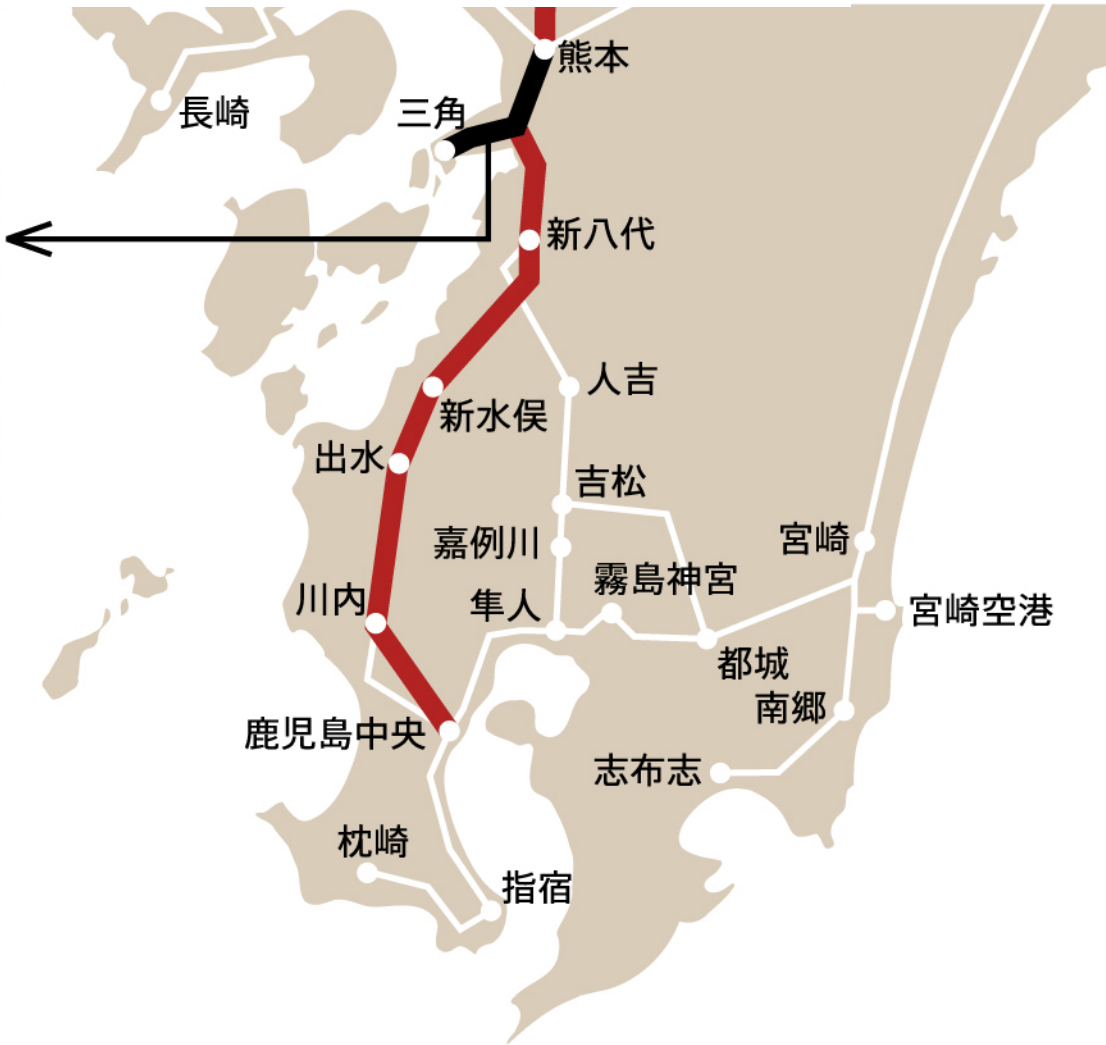 熊本
長崎
三角
新八代
人吉
新水俣
出水
吉松
嘉例川
宮崎
霧島神宮
川内
隼人
宮崎空港
都城
南郷
鹿児島中央
志布志
枕崎
指宿